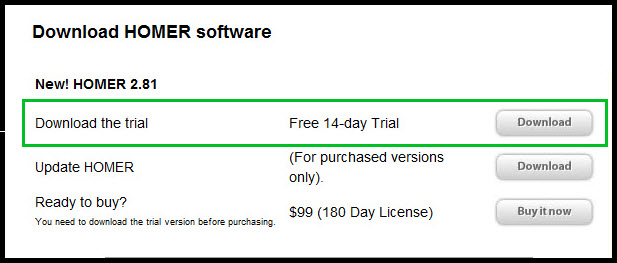 Download HOMER software
New! HOMER 2.81
Download the trial Free 14-day Trial Download
Update HOMER (For purchased versions only). Download
Ready to buy? $99 (180 Day License) Buy it now
You need to download the trial version before purchasing.